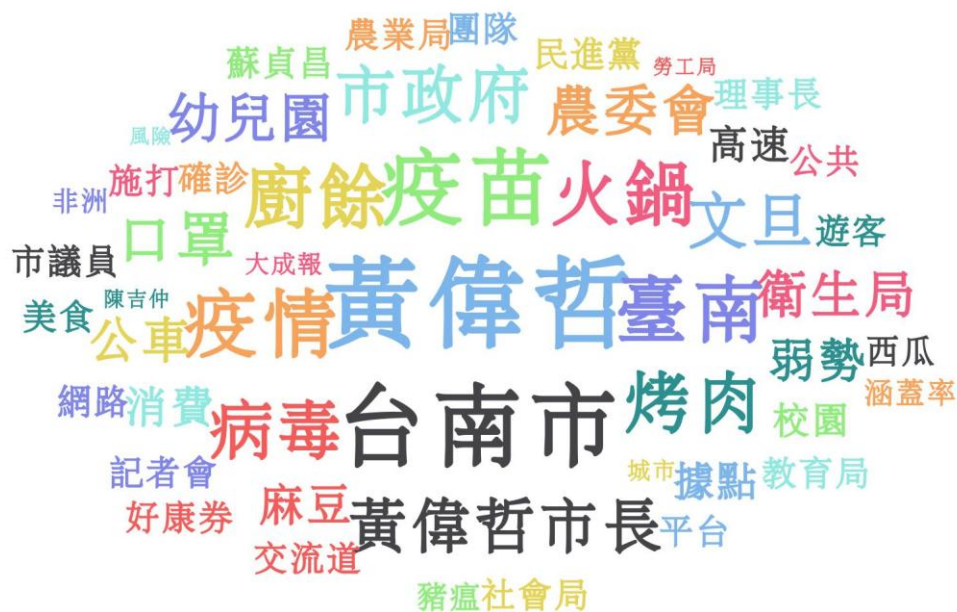 農業局 團隊
蘇貞昌 民進黨 勞工局
幼兒園 市政府 農委會 理事長
風險 高速 公共
非洲 施打 確診 廚餘 疫苗 火鍋 文旦 遊客
市議員 口罩 大成報
美食 陳吉仲 公車 疫情 黃偉哲 臺南 衛生局
弱勢 西瓜
網路 消費 病毒 台南市 烤肉 校園 涵蓋率
記者會 城市 據點 教育局
好康券 麻豆 黃偉哲市長 平台
交流道
豬瘟 社會局